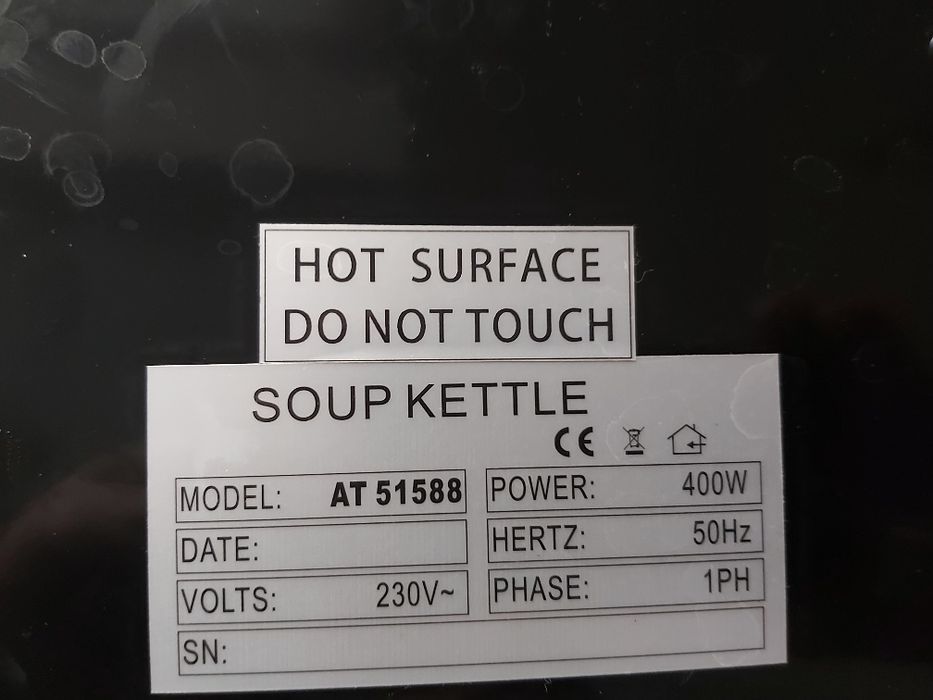 HOT SURFACE
DO NOT TOUCH
SOUP KETTLE
CE
MODEL: AT 51588
POWER: 400W
DATE:
HERTZ: 50Hz
VOLTS: 230V~
PHASE: 1PH
SN: